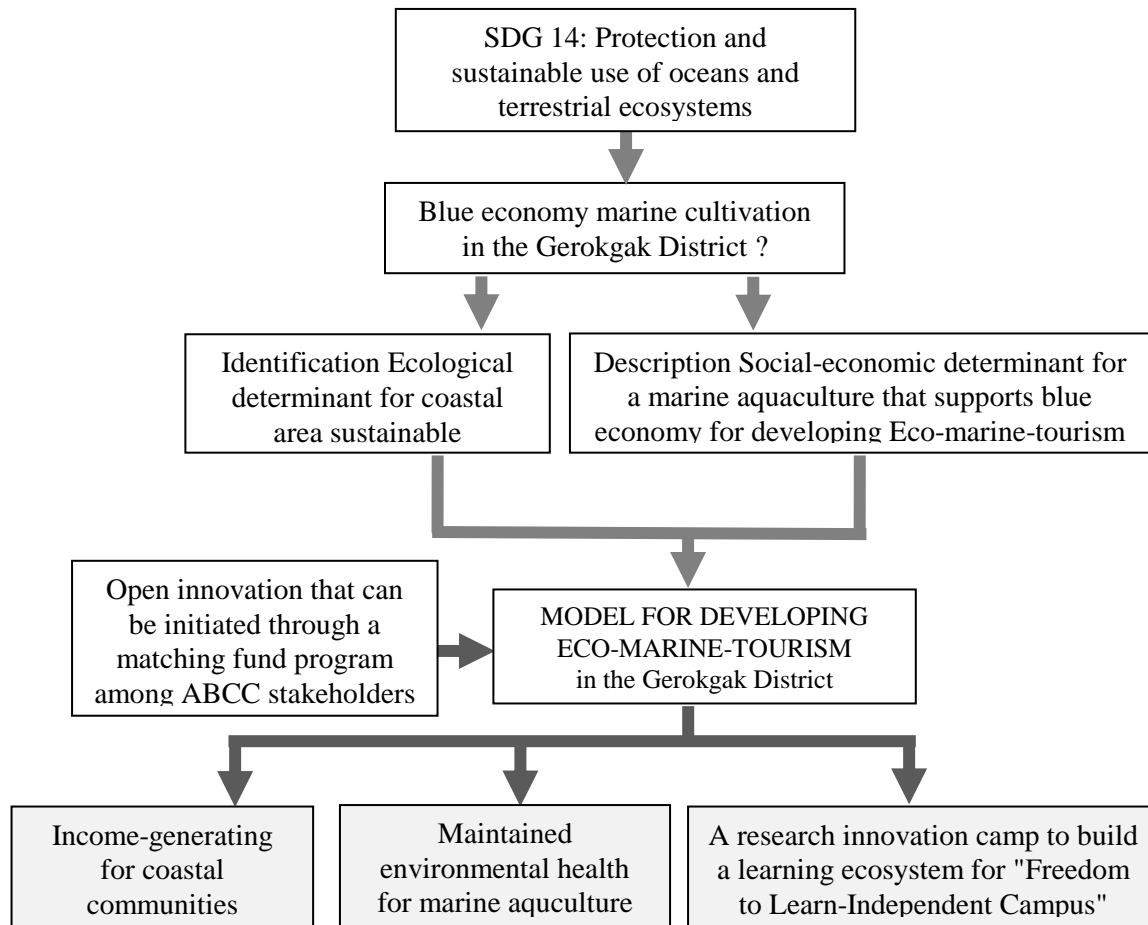 SDG 14: Protection and
sustainable use of oceans and
terrestrial ecosystems
Blue economy marine cultivation
in the Gerokgak District ?
Identification Ecological
determinant for coastal
area sustainable
Description Social-economic determinant for
a marine aquaculture that supports blue
economy for developing Eco-marine-tourism
Open innovation that can
be initiated through a
matching fund program
among ABCC stakeholders
MODEL FOR DEVELOPING
ECO-MARINE-TOURISM
in the Gerokgak District
Income-generating
for coastal
communities
Maintained
environmental health
for marine aquculture
A research innovation camp to build
a learning ecosystem for "Freedom
to Learn-Independent Campus"